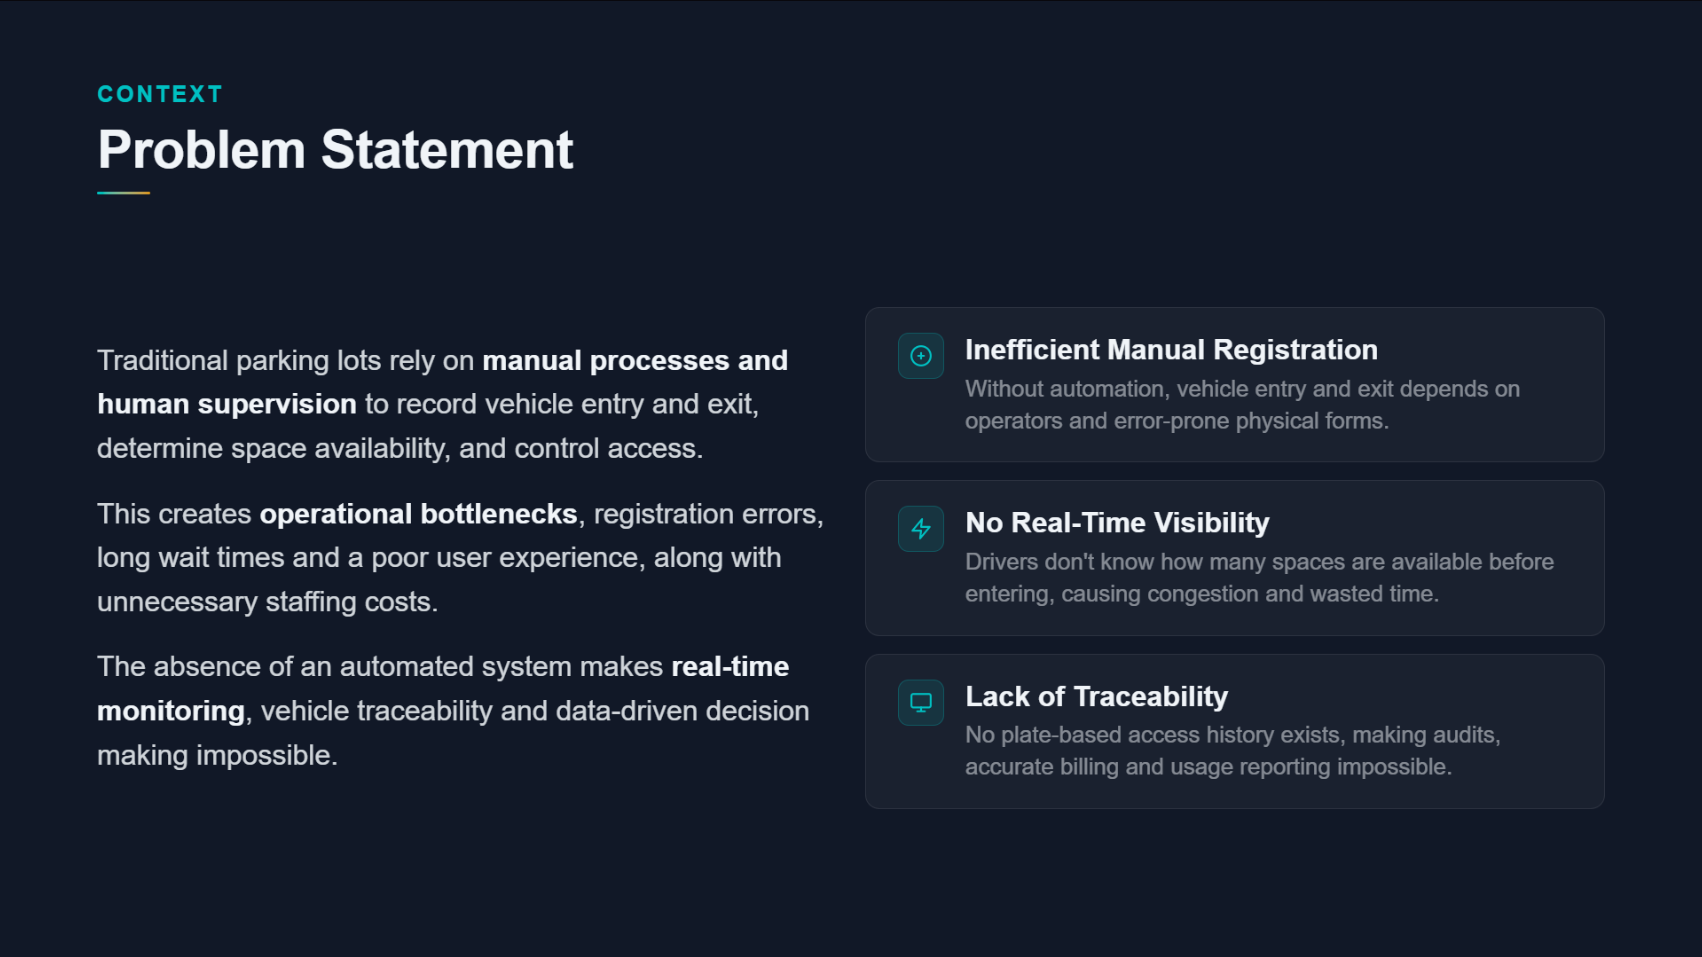 CONTEXT
Problem Statement
Traditional parking lots rely on manual processes and
human supervision to record vehicle entry and exit,
determine space availability, and control access.
This creates operational bottlenecks, registration errors,
long wait times and a poor user experience, along with
unnecessary staffing costs.
The absence of an automated system makes real-time
monitoring, vehicle traceability and data-driven decision
making impossible.
Inefficient Manual Registration
Without automation, vehicle entry and exit depends on
operators and error-prone physical forms.
No Real-Time Visibility
Drivers don't know how many spaces are available before
entering, causing congestion and wasted time.
Lack of Traceability
No plate-based access history exists, making audits,
accurate billing and usage reporting impossible.